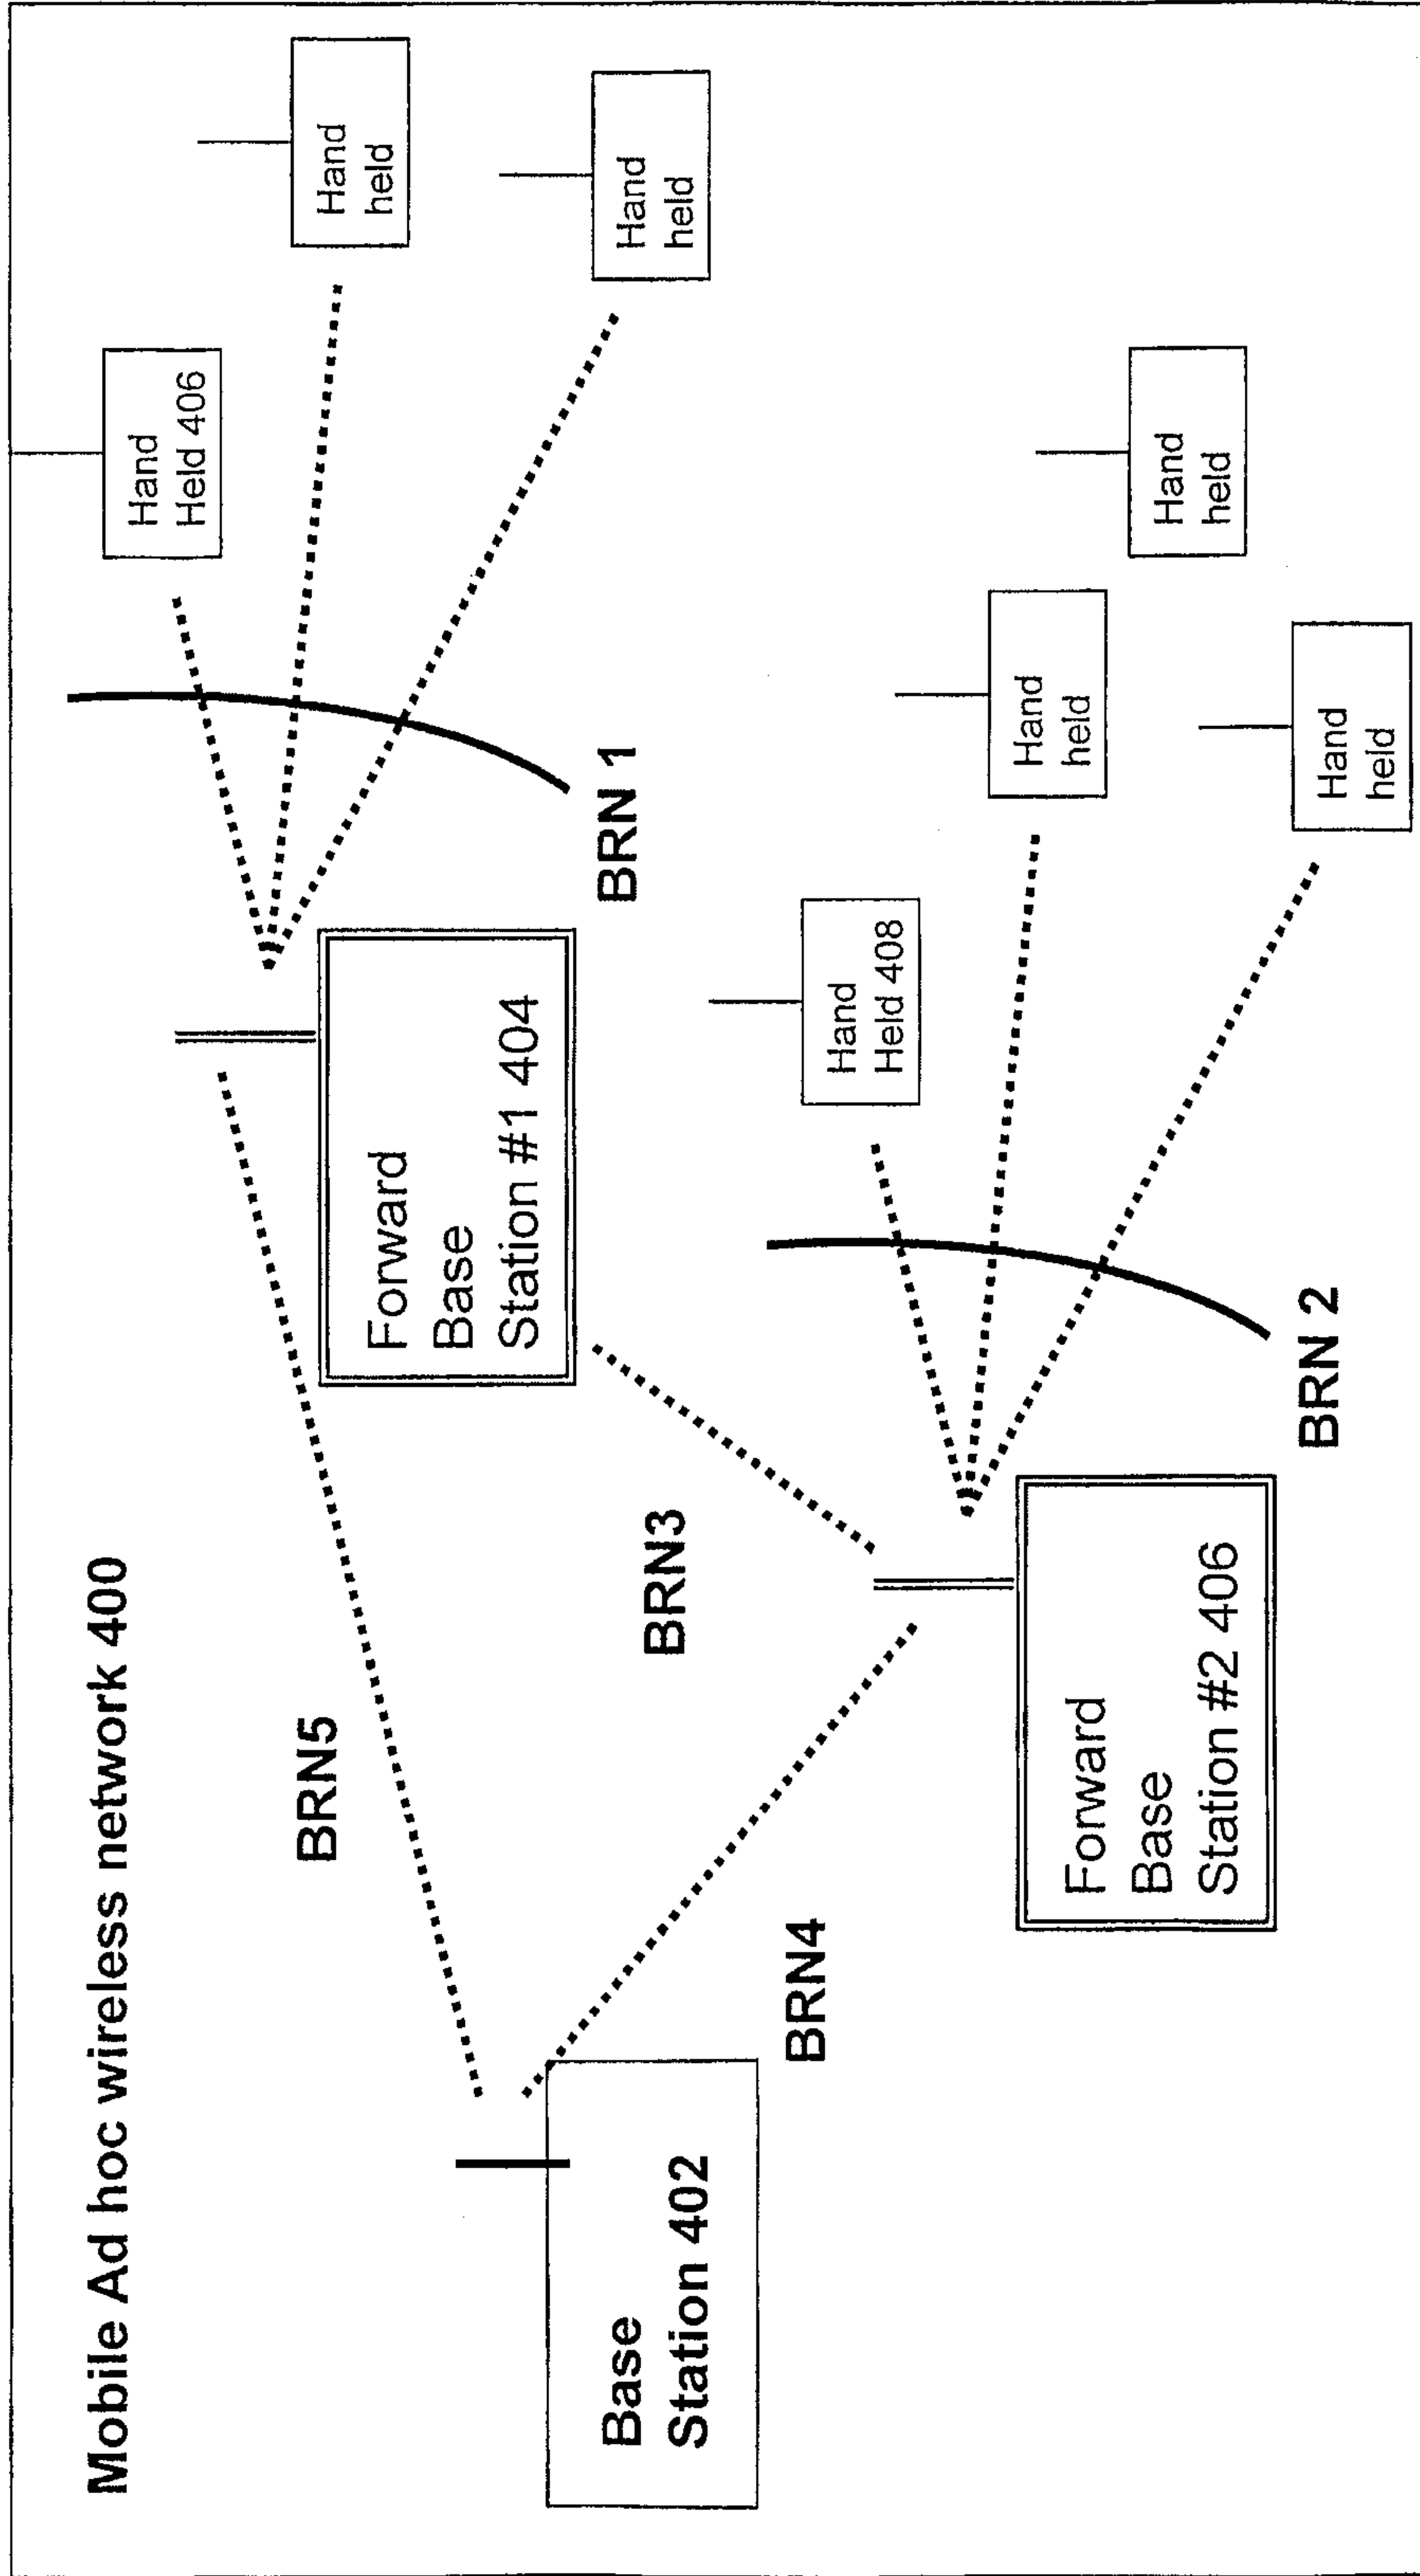 Mobile Ad hoc wireless network 400
Hand
Held 406
Hand
held
BRN5
Forward
Base
Station #1 404
Hand
held
BRN 1
Base
Station 402
BRN3
BRN4
Hand
Held 408
Hand
held
Hand
held
Forward
Base
Station #2 406
BRN 2
Hand
held